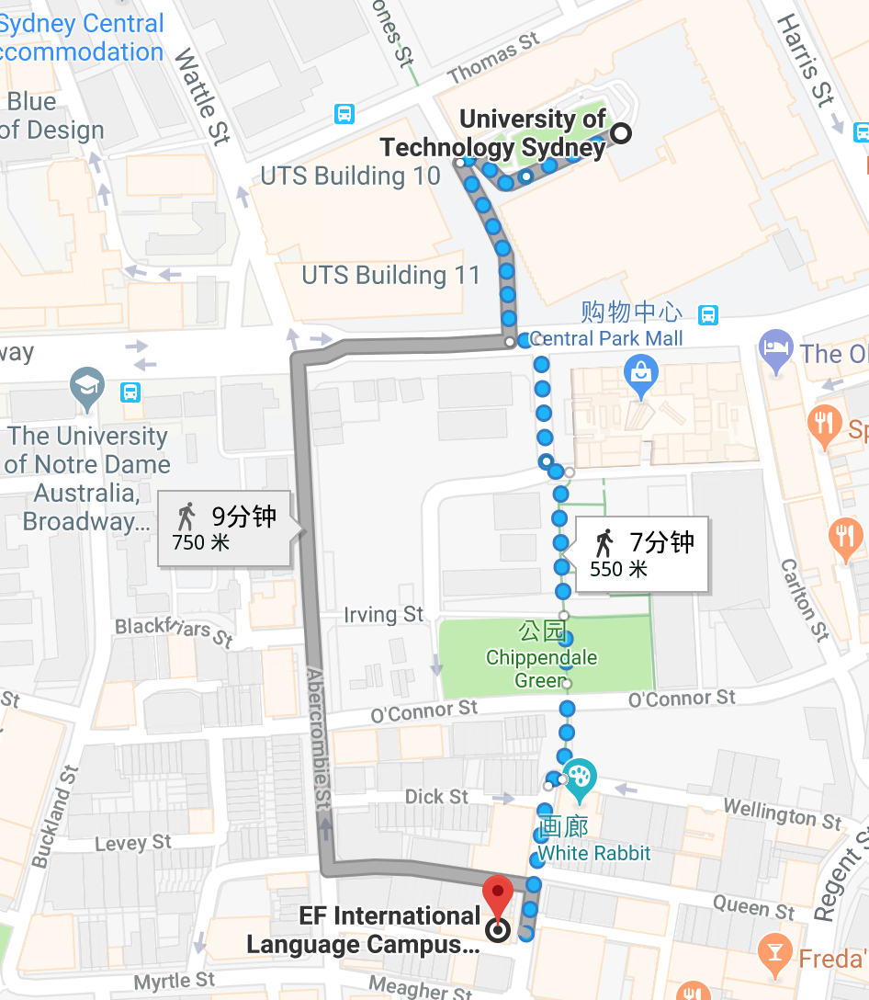 Sydney Central
ccommodation
ones St
Thomas St
Harris St
Wattle St
Blue
of Design
University of
Technology Sydney
UTS Building 10
UTS Building 11
购物中心
Central Park Mall
way
The Ol
The University
of Notre Dame
Australia,
Broadway...
Sp
9分钟
750 米
7分钟
550 米
Carlton St
Irving St
Blackfriars St
公园
Chippendale
Green
O'Connor St
O'Connor St
St
Abercrombie St
Buckland St
Dick St
Wellington St
Levey St
画廊
White Rabbit
Regent St
Queen St
EF International
Language Campus...
Freda'
Myrtle St
Meagher St